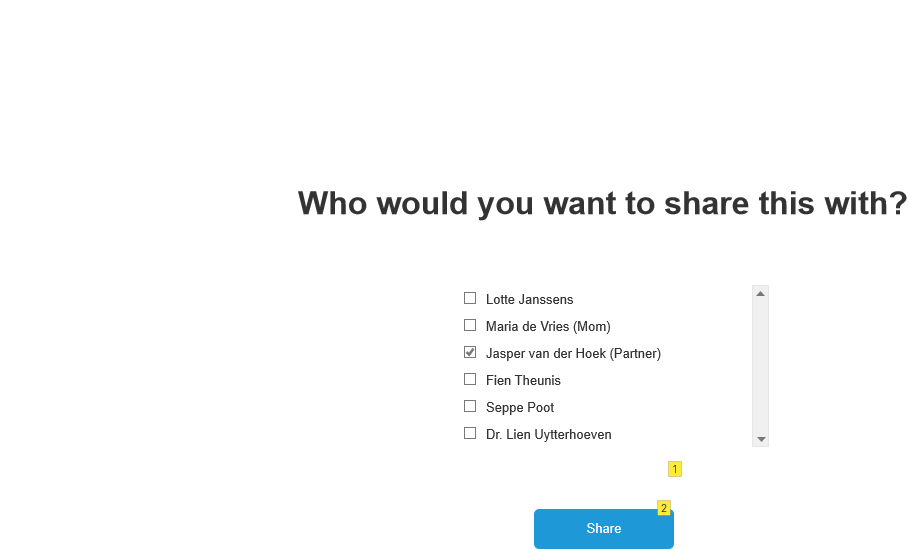 Who would you want to share this with?
Lotte Janssens
Maria de Vries (Mom)
Jasper van der Hoek (Partner)
Fien Theunis
Seppe Poot
Dr. Lien Uytterhoeven
1
2
Share